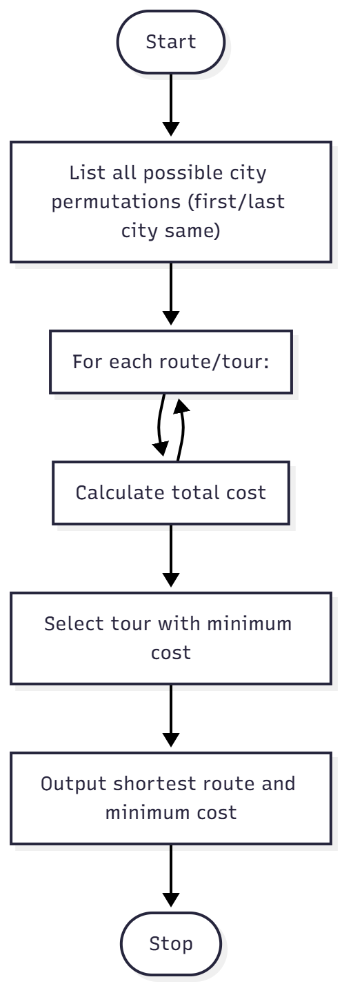 Start
List all possible city
permutations (first/last
city same)
For each route/tour:
Calculate total cost
Select tour with minimum
cost
Output shortest route and
minimum cost
Stop